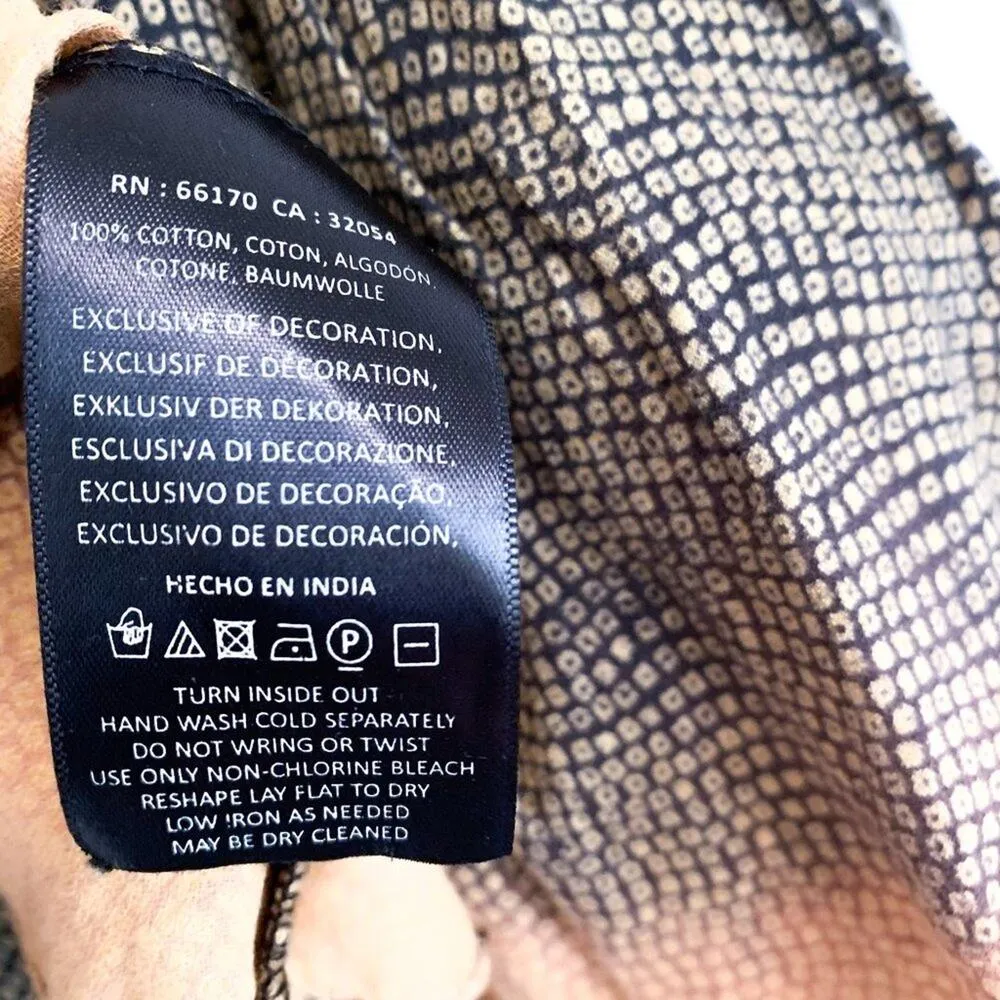 RN : 66170 CA : 32054
100% COTTON, COTON, ALGODÓN.
COTONE, BAUMWOLLE
EXCLUSIVE OF DECORATION,
EXCLUSIF DE DÉCORATION,
EXKLUSIV DER DEKORATION,
ESCLUSIVA DI DECORAZIONE,
EXCLUSIVO DE DECORAÇÃO,
EXCLUSIVO DE DECORACIÓN,
HECHO EN INDIA
P
TURN INSIDE OUT
HAND WASH COLD SEPARATELY
DO NOT WRING OR TWIST
USE ONLY NON-CHLORINE BLEACH
RESHAPE LAY FLAT TO DRY
LOW IRON AS NEEDED
MAY BE DRY CLEANED